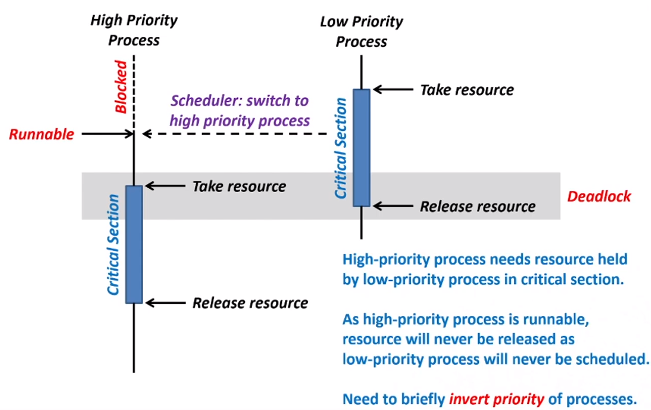 High Priority
Process
Low Priority
Process
Blocked
Take resource
Scheduler: switch to
high priority process
Runnable
Critical Section
Take resource
Deadlock
Release resource
Critical Section
Release resource
High-priority process needs resource held
by low-priority process in critical section.
As high-priority process is runnable,
resource will never be released as
low-priority process will never be scheduled.
Need to briefly invert priority of processes.